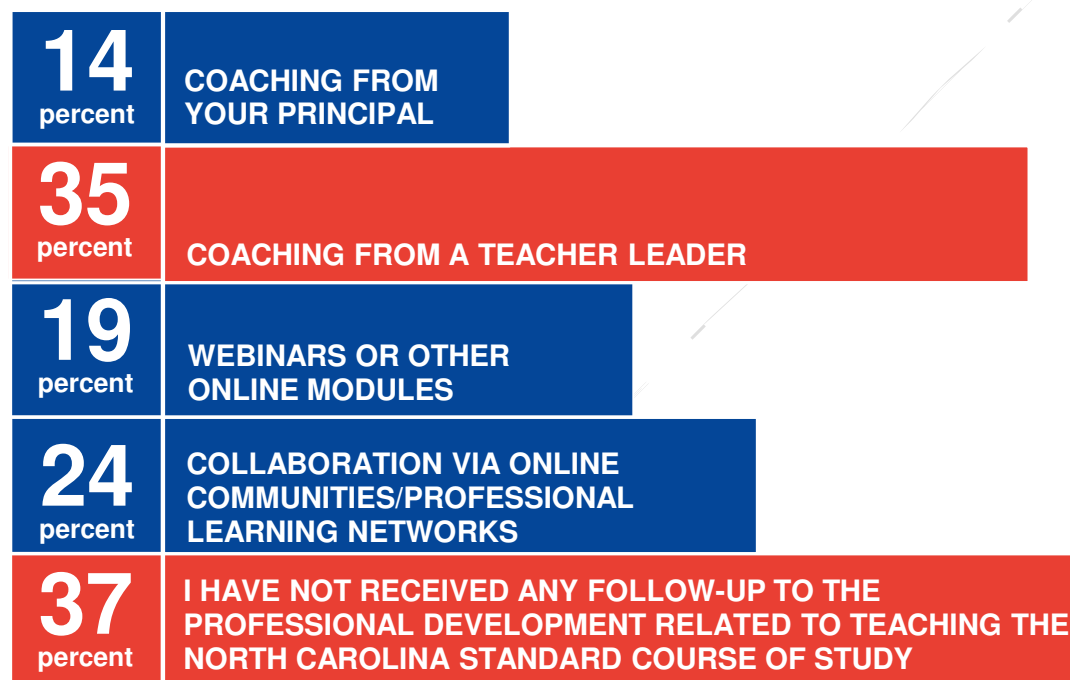 14
percent
COACHING FROM
YOUR PRINCIPAL
35
percent
COACHING FROM A TEACHER LEADER
19
percent
WEBINARS OR OTHER
ONLINE MODULES
24
percent
COLLABORATION VIA ONLINE
COMMUNITIES/PROFESSIONAL
LEARNING NETWORKS
37
percent
I HAVE NOT RECEIVED ANY FOLLOW-UP TO THE
PROFESSIONAL DEVELOPMENT RELATED TO TEACHING THE
NORTH CAROLINA STANDARD COURSE OF STUDY